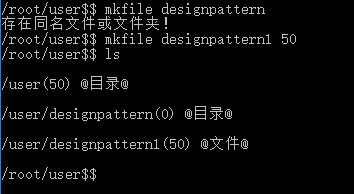 /root/user$$ mkfile designpattern
存在同名文件或文件夹!
/root/user$$ mkfile designpattern1 50
/root/user$$ ls
/user(50) @目录@
/user/designpattern(0) @目录@
/user/designpattern1(50) @文件@
/root/user$$